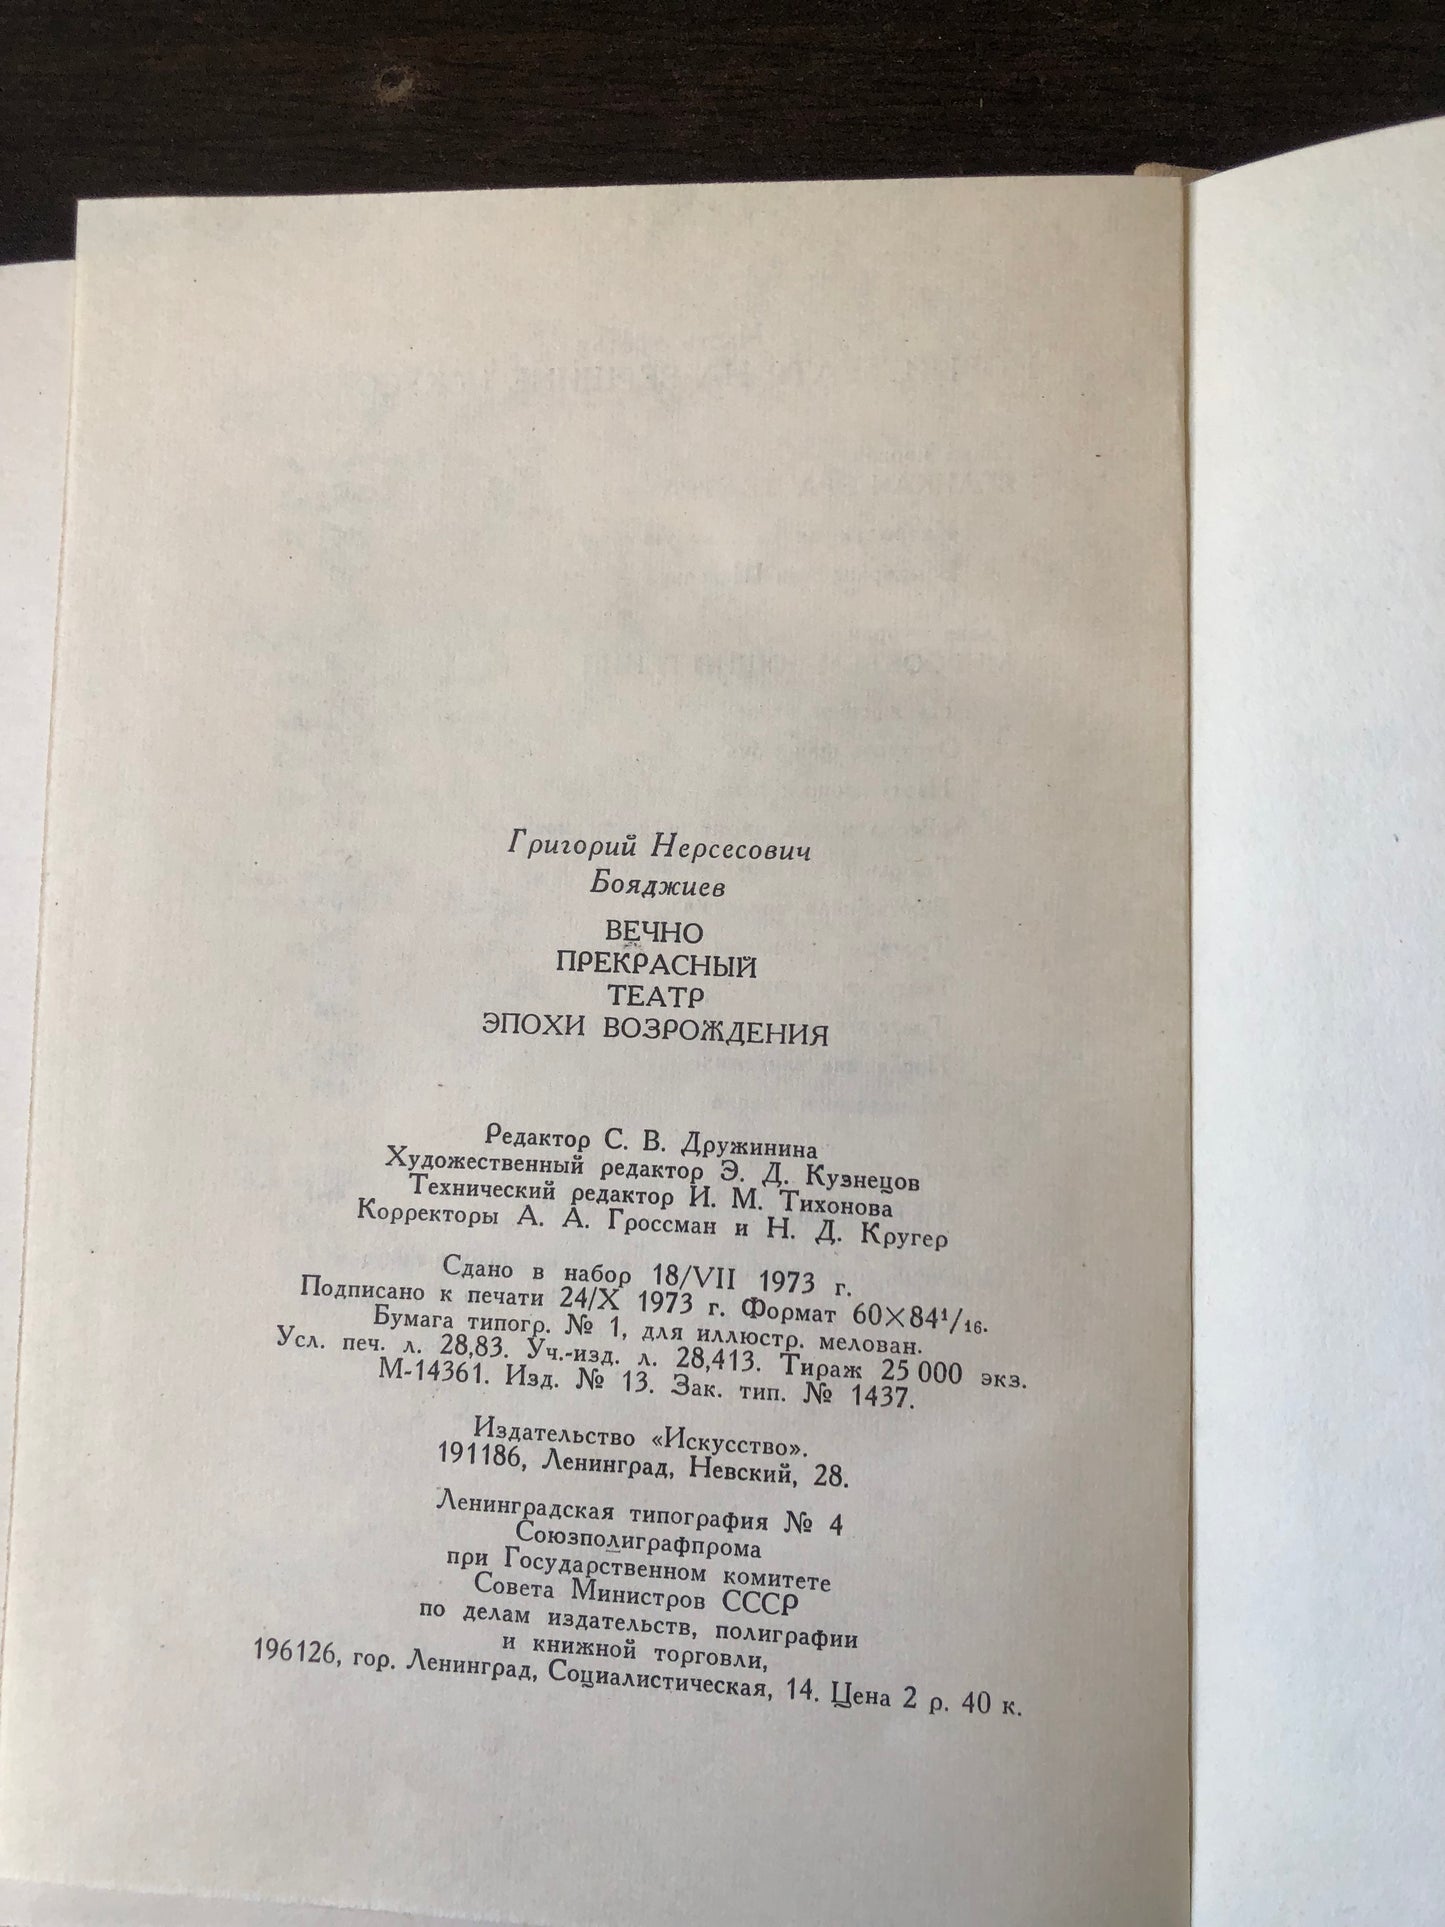 Григорий Нерсесович
Бояджиев
ВЕЧНО
ПРЕКРАСНЫЙ
ТЕАТР
ЭПОХИ ВОЗРОЖДЕНИЯ
Редактор С. В. Дружинина
Художественный редактор Э. Д. Кузнецов
Технический редактор И. М. Тихонова
Корректоры А. А. Гроссман и Н. Д. Кругер
Сдано в набор 18/VII 1973 г.
Подписано к печати 24/X 1973 г. Формат 60×84¹/₁₆.
Бумага типогр. № 1, для иллюстр. мелован.
Усл. печ. л. 28,83. Уч.-изд. л. 28,413. Тираж 25 000 экз.
М-14361. Изд. № 13. Зак. тип. № 1437.
Издательство «Искусство».
191186, Ленинград, Невский, 28.
Ленинградская типография № 4
Союзполиграфпрома
при Государственном комитете
Совета Министров СССР
по делам издательств, полиграфии
и книжной торговли,
196126, гор. Ленинград, Социалистическая, 14. Цена 2 р. 40 к.